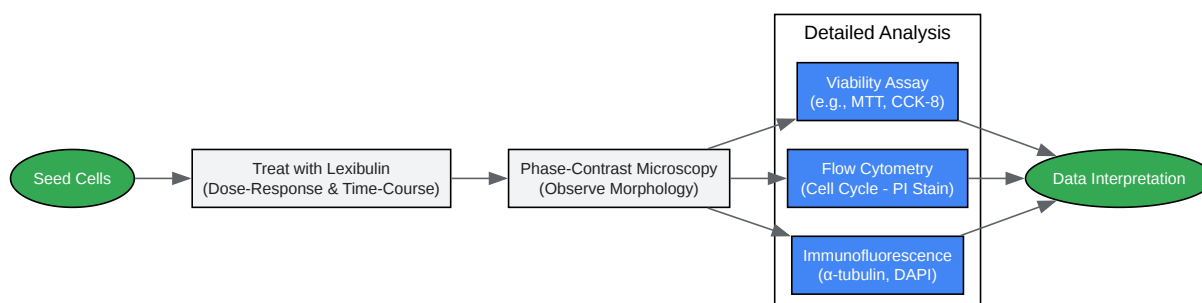 Detailed Analysis
Viability Assay
(e.g., MTT, CCK-8)
Seed Cells
Treat with Lexibulin
(Dose-Response & Time-Course)
Phase-Contrast Microscopy
(Observe Morphology)
Flow Cytometry
(Cell Cycle - PI Stain)
Data Interpretation
Immunofluorescence
(α-tubulin, DAPI)